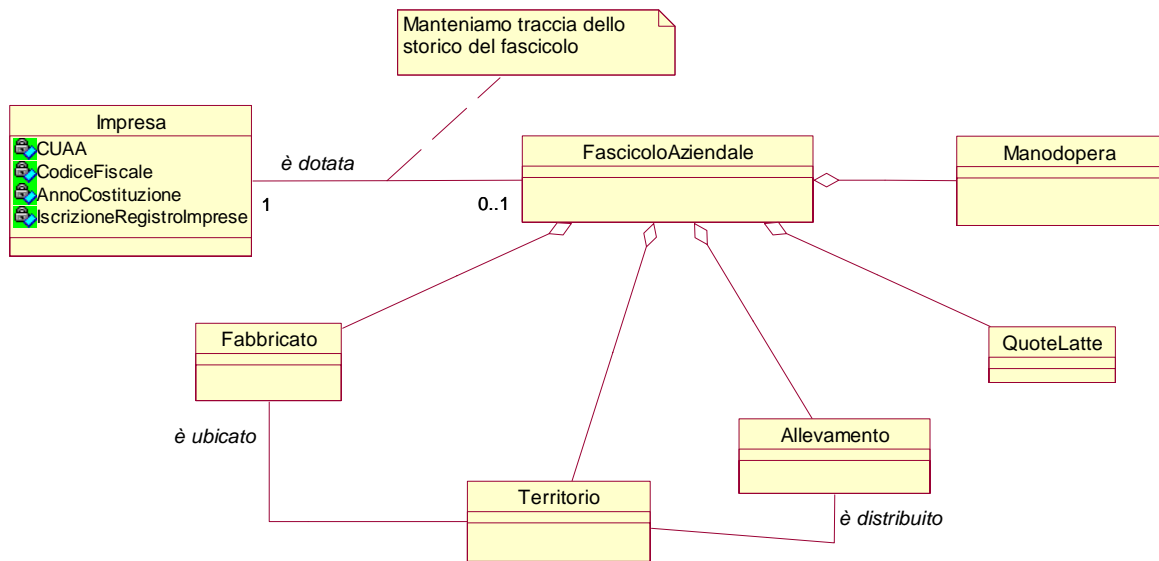 Manteniamo traccia dello
storico del fascicolo
Impresa
CUAA
CodiceFiscale
AnnoCostituzione
IscrizioneRegistroImprese
è dotata
1
0..1
FascicoloAziendale
Manodopera
Fabbricato
QuoteLatte
è ubicato
Allevamento
Territorio
è distribuito